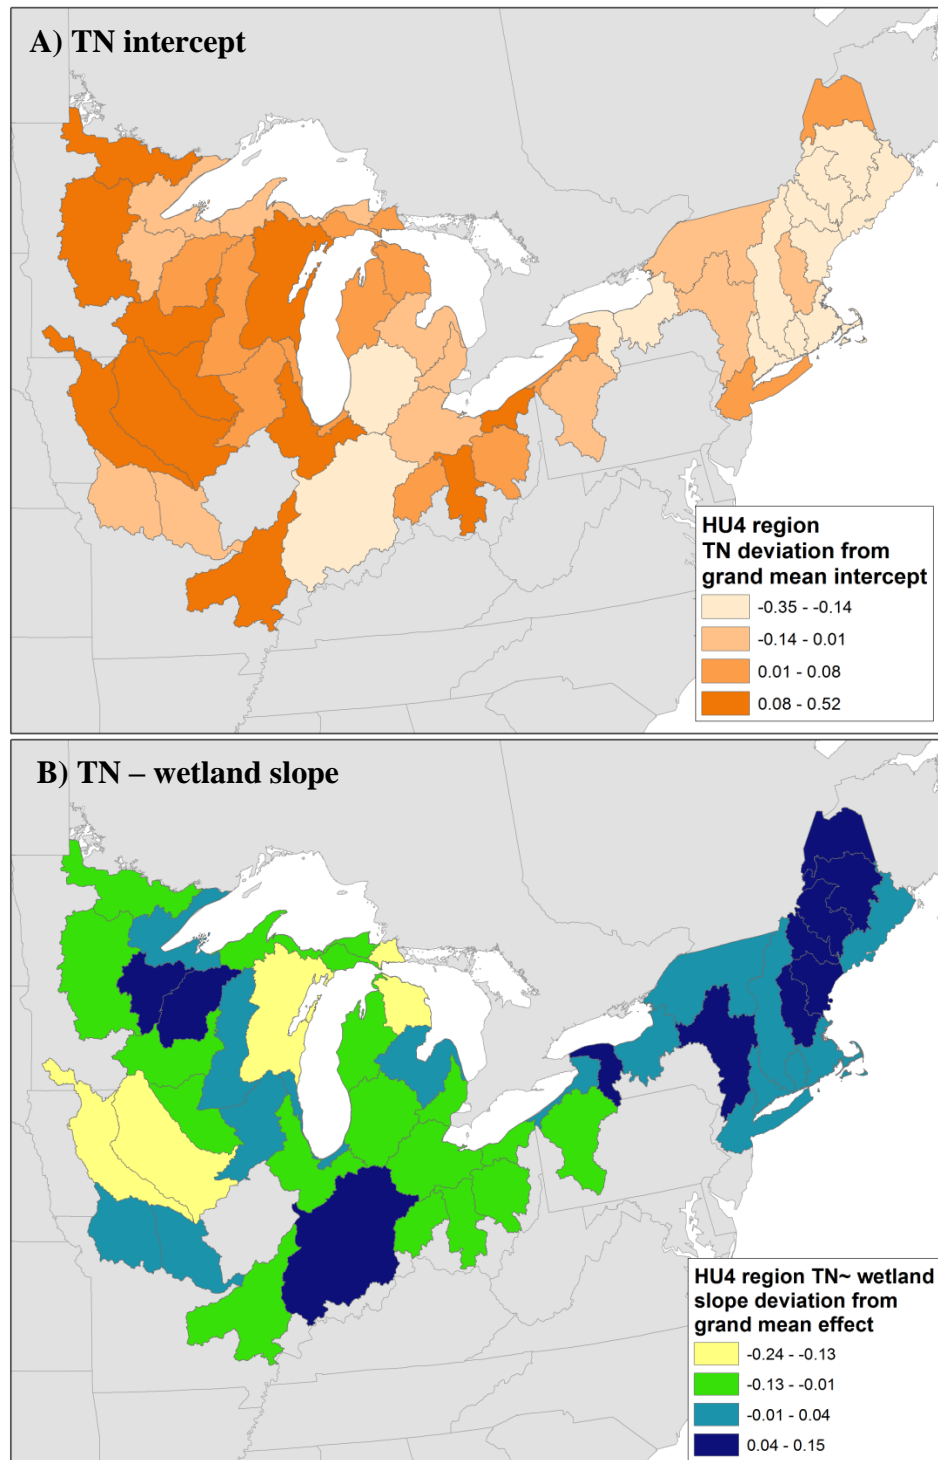 A) TN intercept
HU4 region
TN deviation from
grand mean intercept
-0.35 - -0.14
-0.14 - 0.01
0.01 - 0.08
0.08 - 0.52
B) TN – wetland slope
HU4 region TN~ wetland
slope deviation from
grand mean effect
-0.24 - -0.13
-0.13 - -0.01
-0.01 - 0.04
0.04 - 0.15